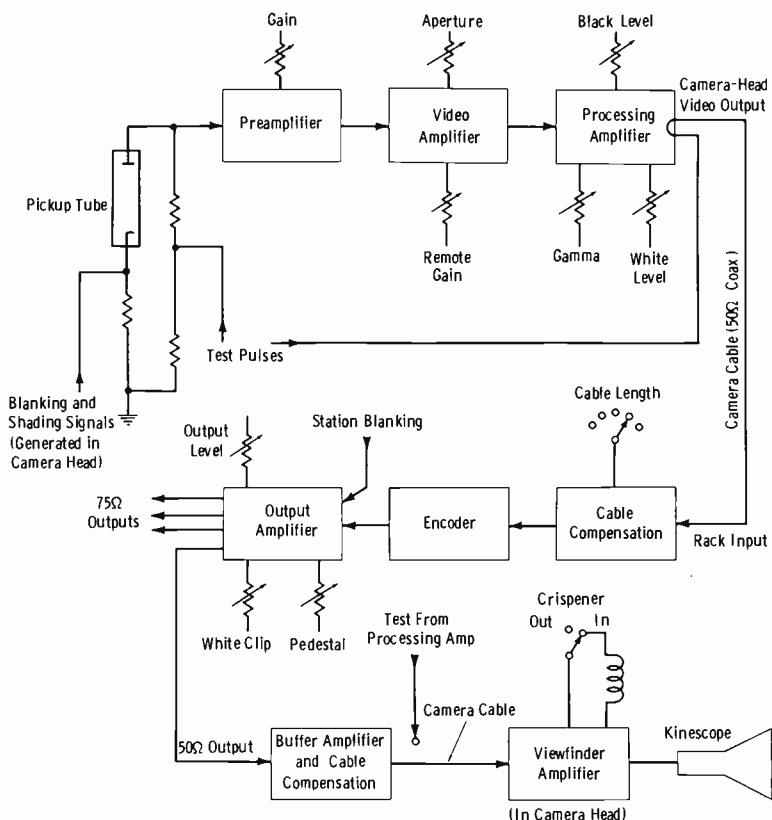 Gain
Aperture
Black Level
Camera-Head
Video Output
Preamplifier
Video
Amplifier
Processing
Amplifier
Pickup Tube
Remote
Gain
Gamma
White
Level
Test Pulses
Camera Cable (50Ω Coax)
Blanking and
Shading Signals
(Generated in
Camera Head)
Output
Level
Station Blanking
Cable Length
75Ω
Outputs
Output
Amplifier
Encoder
Cable
Compensation
Rack Input
White Clip
Pedestal
Test From
Processing Amp
Crispener
Out
In
50Ω Output
Buffer Amplifier
and Cable
Compensation
Camera Cable
Viewfinder
Amplifier
Kinescope
(In Camera Head)